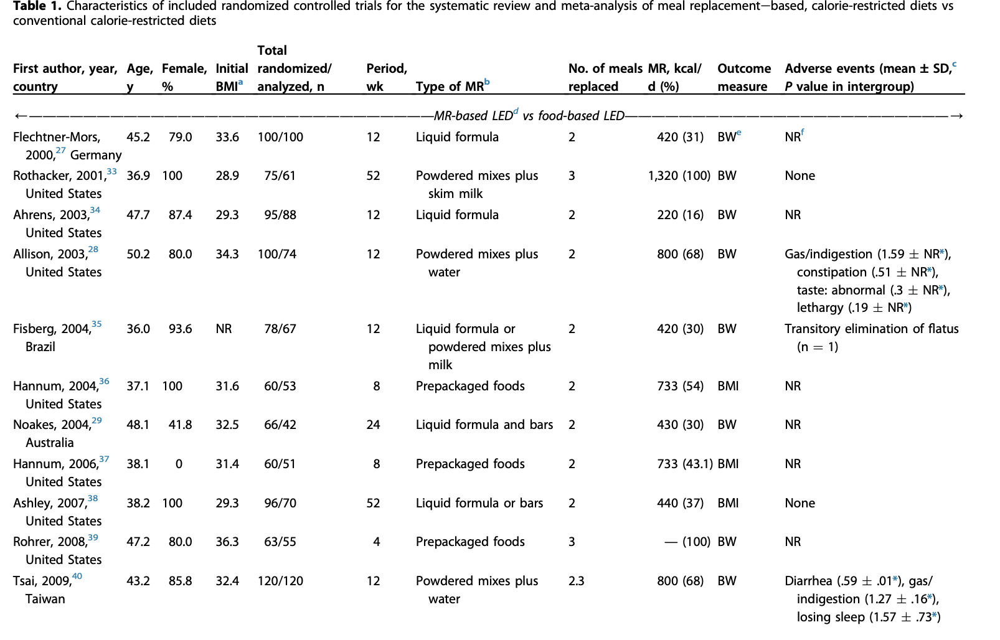 Table 1. Characteristics of included randomized controlled trials for the systematic review and meta-analysis of meal replacement—based, calorie-restricted diets vs
conventional calorie-restricted diets
Total
First author, year, Age, Female, Initial randomized/ Period, No. of meals MR, kcal/ Outcome Adverse events (mean ± SD,c
country y % BMIa analyzed, n wk Type of MRb replaced d (%) measure P value in intergroup)
←——————————————————————————————MR-based LEDd vs food-based LED————————————————————————→
Flechtner-Mors, 45.2 79.0 33.6 100/100 12 Liquid formula 2 420 (31) BWe NRf
2000,27 Germany
Rothacker, 2001,33 36.9 100 28.9 75/61 52 Powdered mixes plus 3 1,320 (100) BW None
United States skim milk
Ahrens, 2003,34 47.7 87.4 29.3 95/88 12 Liquid formula 2 220 (16) BW NR
United States
Allison, 2003,28 50.2 80.0 34.3 100/74 12 Powdered mixes plus 2 800 (68) BW Gas/indigestion (1.59 ± NR*),
United States water constipation (.51 ± NR*),
taste: abnormal (.3 ± NR*),
lethargy (.19 ± NR*)
Fisberg, 2004,35 36.0 93.6 NR 78/67 12 Liquid formula or 2 420 (30) BW Transitory elimination of flatus
Brazil powdered mixes plus (n = 1)
milk
Hannum, 2004,36 37.1 100 31.6 60/53 8 Prepackaged foods 2 733 (54) BMI NR
United States
Noakes, 2004,29 48.1 41.8 32.5 66/42 24 Liquid formula and bars 2 430 (30) BW NR
Australia
Hannum, 2006,37 38.1 0 31.4 60/51 8 Prepackaged foods 2 733 (43.1) BMI NR
United States
Ashley, 2007,38 38.2 100 29.3 96/70 52 Liquid formula or bars 2 440 (37) BMI None
United States
Rohrer, 2008,39 47.2 80.0 36.3 63/55 4 Prepackaged foods 3 — (100) BW NR
United States
Tsai, 2009,40 43.2 85.8 32.4 120/120 12 Powdered mixes plus 2.3 800 (68) BW Diarrhea (.59 ± .01*), gas/
Taiwan water indigestion (1.27 ± .16*),
losing sleep (1.57 ± .73*)